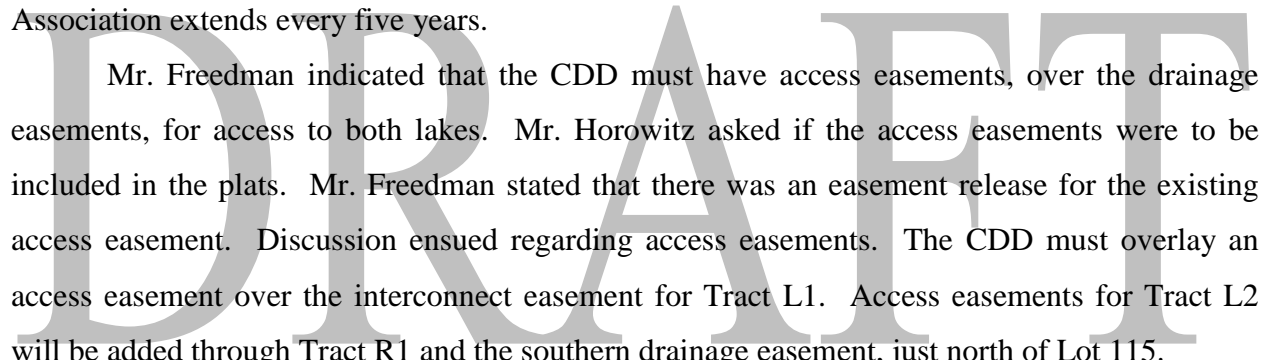 Association extends every five years.
Mr. Freedman indicated that the CDD must have access easements, over the drainage
easements, for access to both lakes. Mr. Horowitz asked if the access easements were to be
included in the plats. Mr. Freedman stated that there was an easement release for the existing
access easement. Discussion ensued regarding access easements. The CDD must overlay an
access easement over the interconnect easement for Tract L1. Access easements for Tract L2
will be added through Tract R1 and the southern drainage easement, just north of Lot 115.
DRAFT